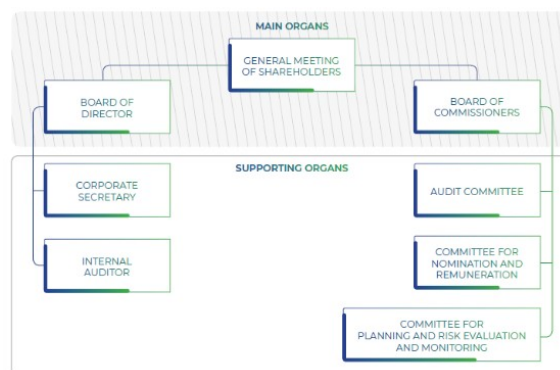 MAIN ORGANS
GENERAL MEETING
OF SHAREHOLDERS
BOARD OF
DIRECTOR
BOARD OF
COMMISSIONERS
SUPPORTING ORGANS
CORPORATE
SECRETARY
AUDIT COMMITTEE
INTERNAL
AUDITOR
COMMITTEE FOR
NOMINATION AND
REMUNERATION
COMMITTEE FOR
PLANNING AND RISK EVALUATION
AND MONITORING